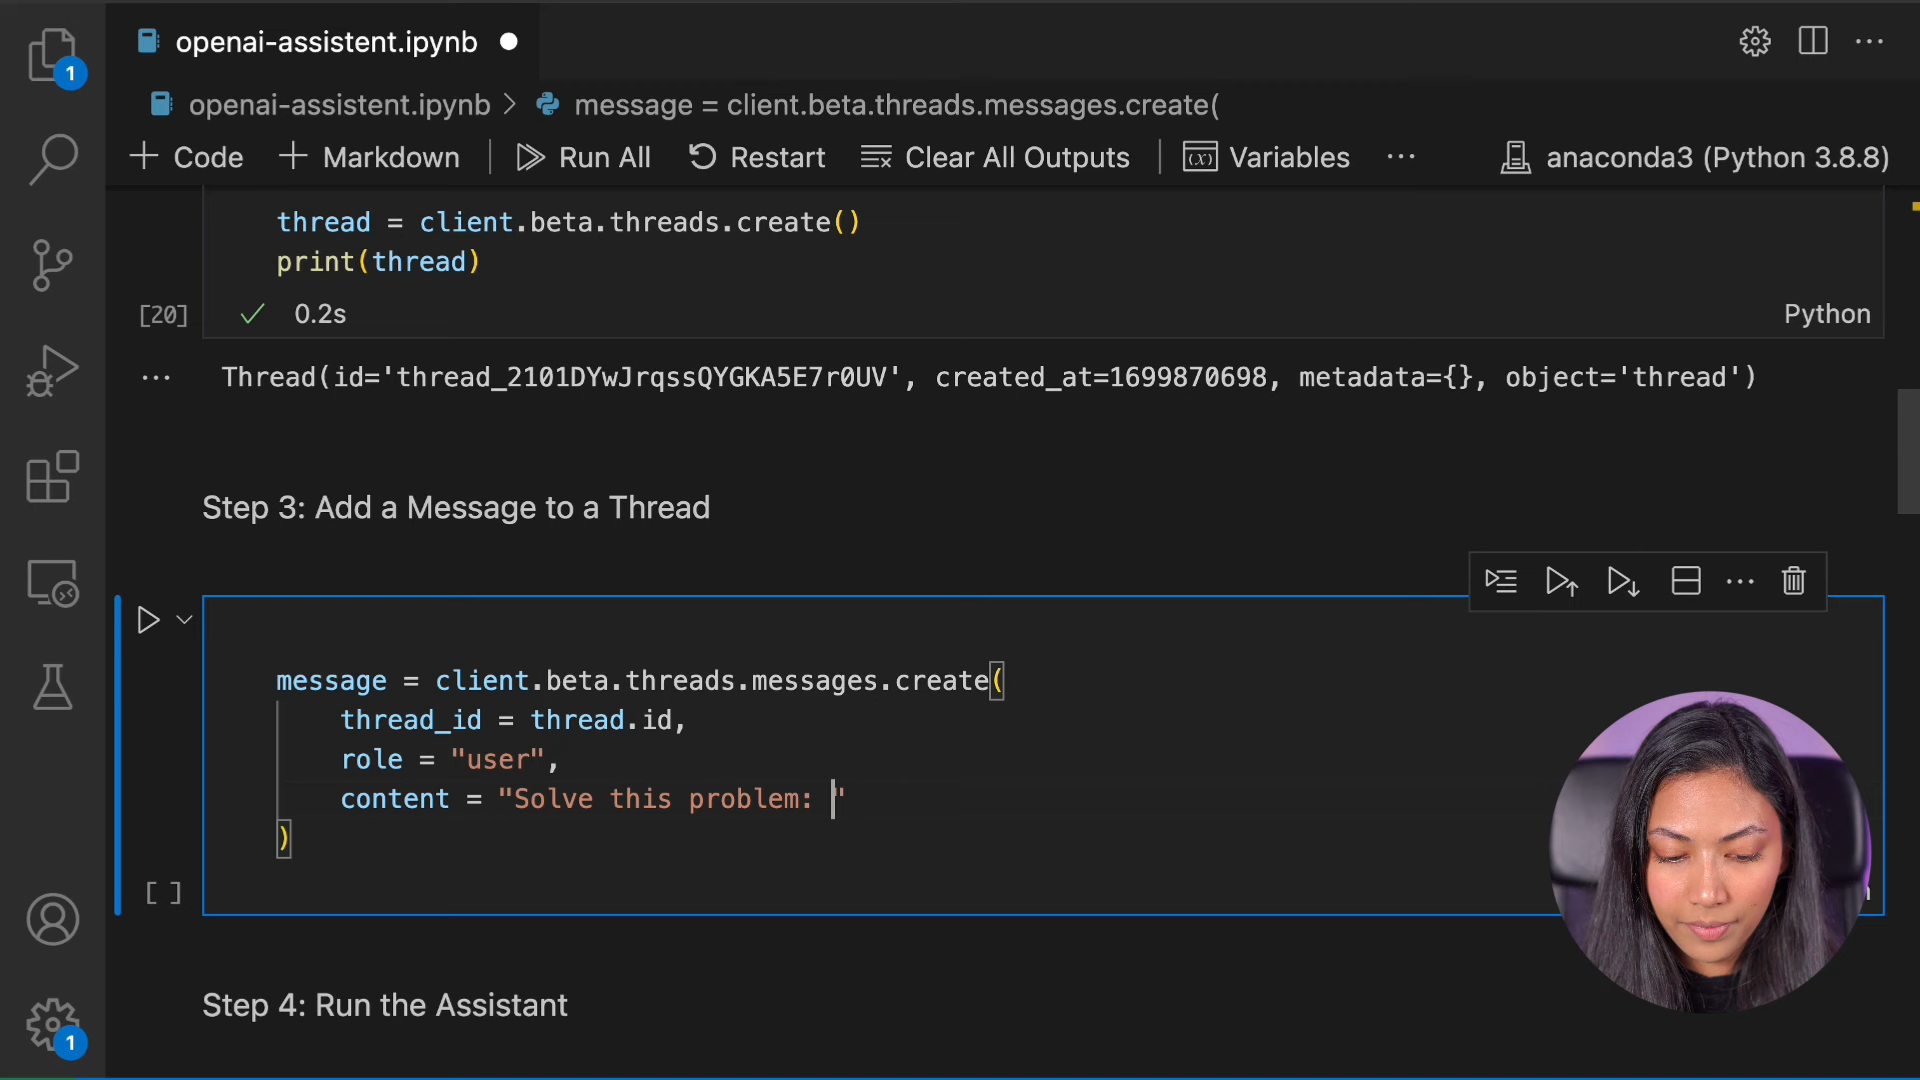 openai-assistent.ipynb
1
openai-assistent.ipynb > message = client.beta.threads.messages.create(
+ Code + Markdown | Run All Restart Clear All Outputs | (x) Variables ··· anaconda3 (Python 3.8.8)
thread = client.beta.threads.create()
print(thread)
[20] ✓ 0.2s Python
··· Thread(id='thread_2101DYwJrqssQYGKA5E7r0UV', created_at=1699870698, metadata={}, object='thread')
Step 3: Add a Message to a Thread
message = client.beta.threads.messages.create(
thread_id = thread.id,
role = "user",
content = "Solve this problem: "
)
[ ]
Step 4: Run the Assistant
1